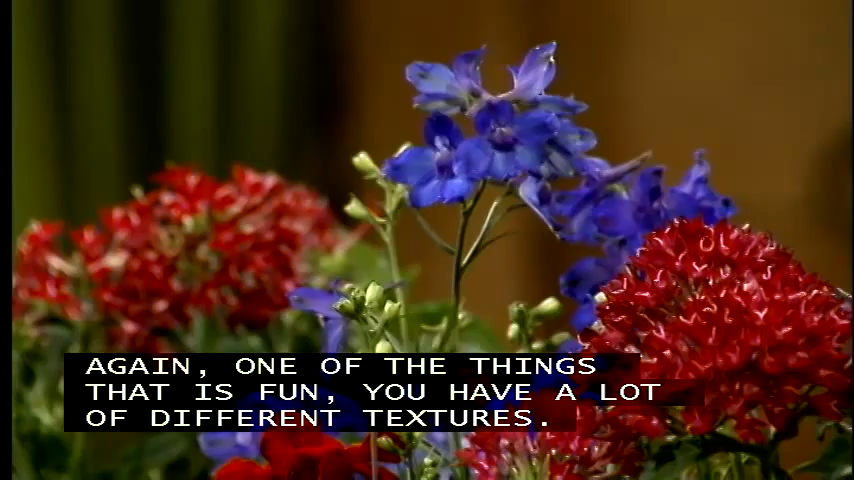 AGAIN, ONE OF THE THINGS
THAT IS FUN, YOU HAVE A LOT
OF DIFFERENT TEXTURES.